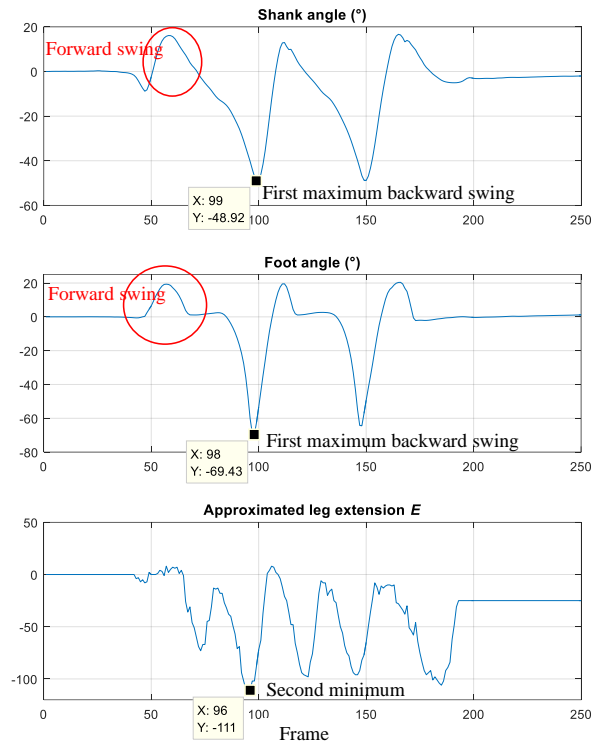 Shank angle (°)
20
Forward swing
0
-20
-40
X: 99
Y: -48.92
First maximum backward swing
-60
0 50 100 150 200 250
Foot angle (°)
20
Forward swing
0
-20
-40
-60
First maximum backward swing
-80
X: 98
Y: -69.43
0 50 100 150 200 250
Approximated leg extension E
50
0
-50
-100
Second minimum
X: 96
Y: -111
0 50 100 150 200 250
Frame